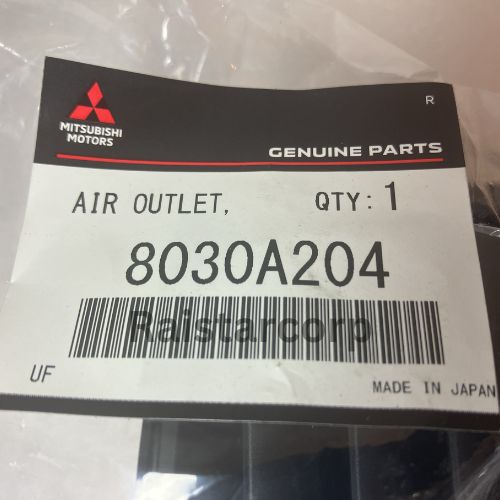 R
MITSUBISHI
MOTORS
GENUINE PARTS
AIR OUTLET, QTY: 1
8030A204
Raistarcorp
UF
MADE IN JAPAN